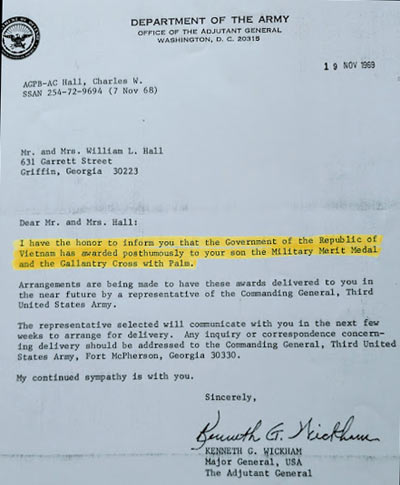 DEPARTMENT OF THE ARMY
OFFICE OF THE ADJUTANT GENERAL
WASHINGTON, D. C. 20315
19 NOV 1969
AGPB-AC Hall, Charles W.
SSAN 254-72-9694 (7 Nov 68)
Mr. and Mrs. William L. Hall
631 Garrett Street
Griffin, Georgia 30223
Dear Mr. and Mrs. Hall:
I have the honor to inform you that the Government of the Republic of
Vietnam has awarded posthumously to your son the Military Merit Medal
and the Gallantry Cross with Palm.
Arrangements are being made to have these awards delivered to you in
the near future by a representative of the Commanding General, Third
United States Army.
The representative selected will communicate with you in the next few
weeks to arrange for delivery. Any inquiry or correspondence concern-
ing delivery should be addressed to the Commanding General, Third United
States Army, Fort McPherson, Georgia 30330.
My continued sympathy is with you.
Sincerely,
Kenneth G. Wickham
KENNETH G. WICKHAM
Major General, USA
The Adjutant General